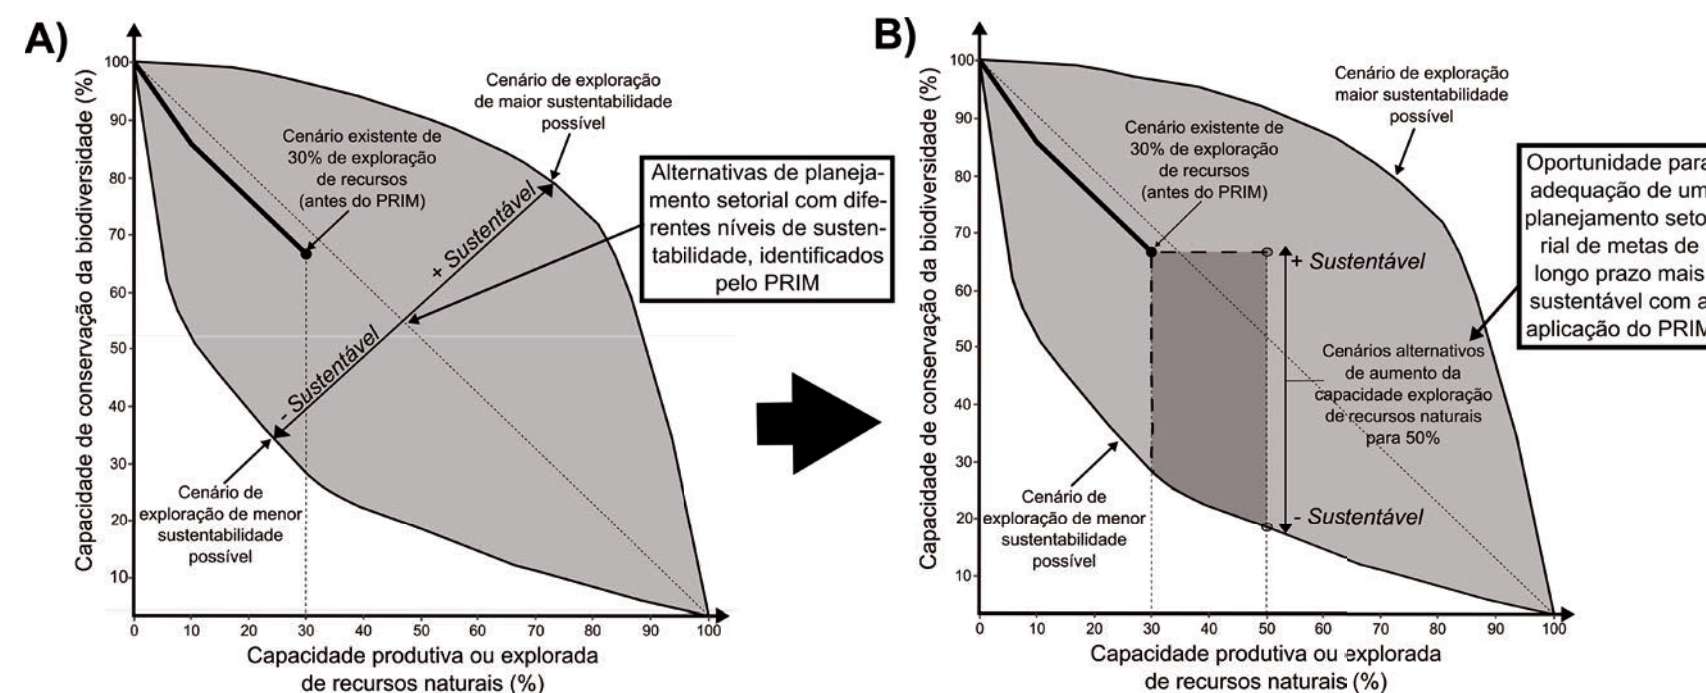 A)
Capacidade de conservação da biodiversidade (%)
100
90
80
70
60
50
40
30
20
10
0 10 20 30 40 50 60 70 80 90 100
Capacidade produtiva ou explorada
de recursos naturais (%)
Cenário de exploração
de maior sustentabilidade
possível
Cenário existente de
30% de exploração
de recursos
(antes do PRIM)
+ Sustentável
- Sustentável
Alternativas de planeja-
mento setorial com dife-
rentes níveis de susten-
tabilidade, identificados
pelo PRIM
Cenário de
exploração de menor
sustentabilidade
possível
B)
Capacidade de conservação da biodiversidade (%)
100
90
80
70
60
50
40
30
20
10
0 10 20 30 40 50 60 70 80 90 100
Capacidade produtiva ou explorada
de recursos naturais (%)
Cenário de exploração
maior sustentabilidade
possível
Cenário existente de
30% de exploração
de recursos
(antes do PRIM)
+ Sustentável
Oportunidade para
adequação de um
planejamento seto
rial de metas de
longo prazo mais
sustentável com a
aplicação do PRIM
Cenários alternativos
de aumento da
capacidade exploração
de recursos naturais
para 50%
- Sustentável
Cenário de
exploração de menor
sustentabilidade
possível